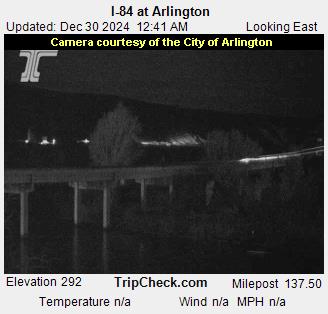 I-84 at Arlington
Updated: Dec 30 2024 12:41 AM Looking East
Camera courtesy of the City of Arlington
Elevation 292 TripCheck.com Milepost 137.50
Temperature n/a Wind n/a MPH n/a